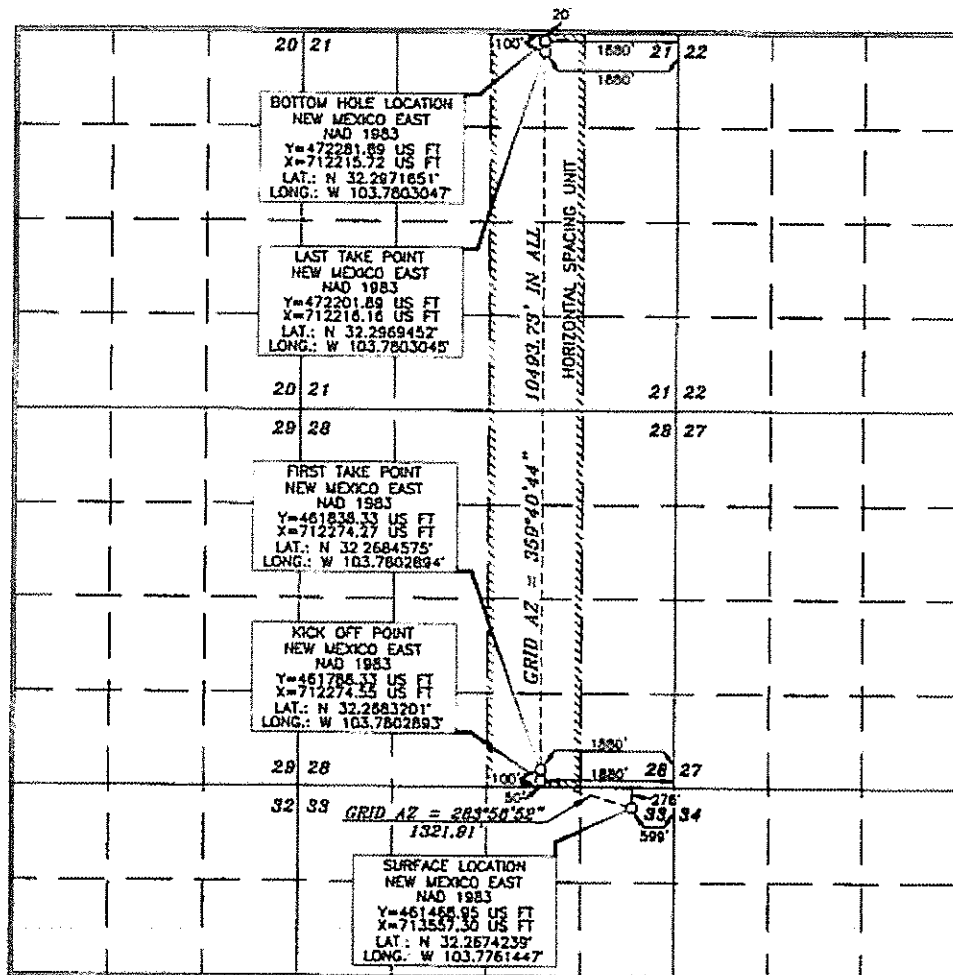 20
20 21
100'
1880'
21 22
1880'
BOTTOM HOLE LOCATION
NEW MEXICO EAST
NAD 1983
Y=472281.89 US FT
X=712215.72 US FT
LAT.: N 32.2971651°
LONG.: W 103.7803047°
LAST TAKE POINT
NEW MEXICO EAST
NAD 1983
Y=472201.89 US FT
X=712216.16 US FT
LAT.: N 32.2969452°
LONG.: W 103.7803045°
10493.79' IN ALL
HORIZONTAL SPACING UNIT
20 21
21 22
29 28
28 27
FIRST TAKE POINT
NEW MEXICO EAST
NAD 1983
Y=461838.33 US FT
X=712274.27 US FT
LAT.: N 32.2684575°
LONG.: W 103.7802894°
GRID AZ = 359°40'44"
KICK OFF POINT
NEW MEXICO EAST
NAD 1983
Y=461788.33 US FT
X=712274.55 US FT
LAT.: N 32.2683201°
LONG.: W 103.7802893°
1880'
29 28
100'
1880'
28 27
50'
32 33
GRID AZ = 283°58'52"
1321.91'
276'
33 34
599'
SURFACE LOCATION
NEW MEXICO EAST
NAD 1983
Y=461468.95 US FT
X=713557.30 US FT
LAT.: N 32.2674239°
LONG.: W 103.7761447°